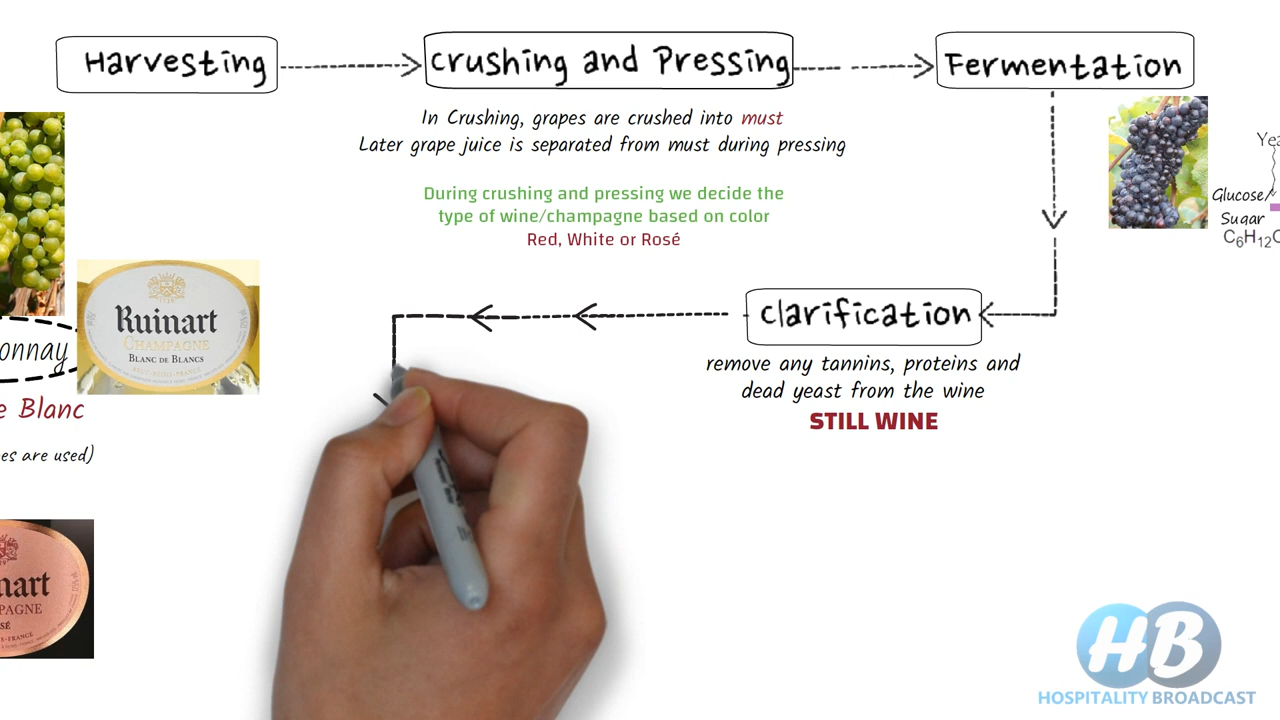 Harvesting
Crushing and Pressing
Fermentation
In Crushing, grapes are crushed into must
Later grape juice is separated from must during pressing
During crushing and pressing we decide the
type of wine/champagne based on color
Red, White or Rosé
Glucose/
Sugar
Clarification
remove any tannins, proteins and
dead yeast from the wine
STILL WINE
Ruinart
CHAMPAGNE
BLANC DE BLANCS
onnay
e Blanc
es are used)
nart
PAGNE
SÉ
HB
HOSPITALITY BROADCAST